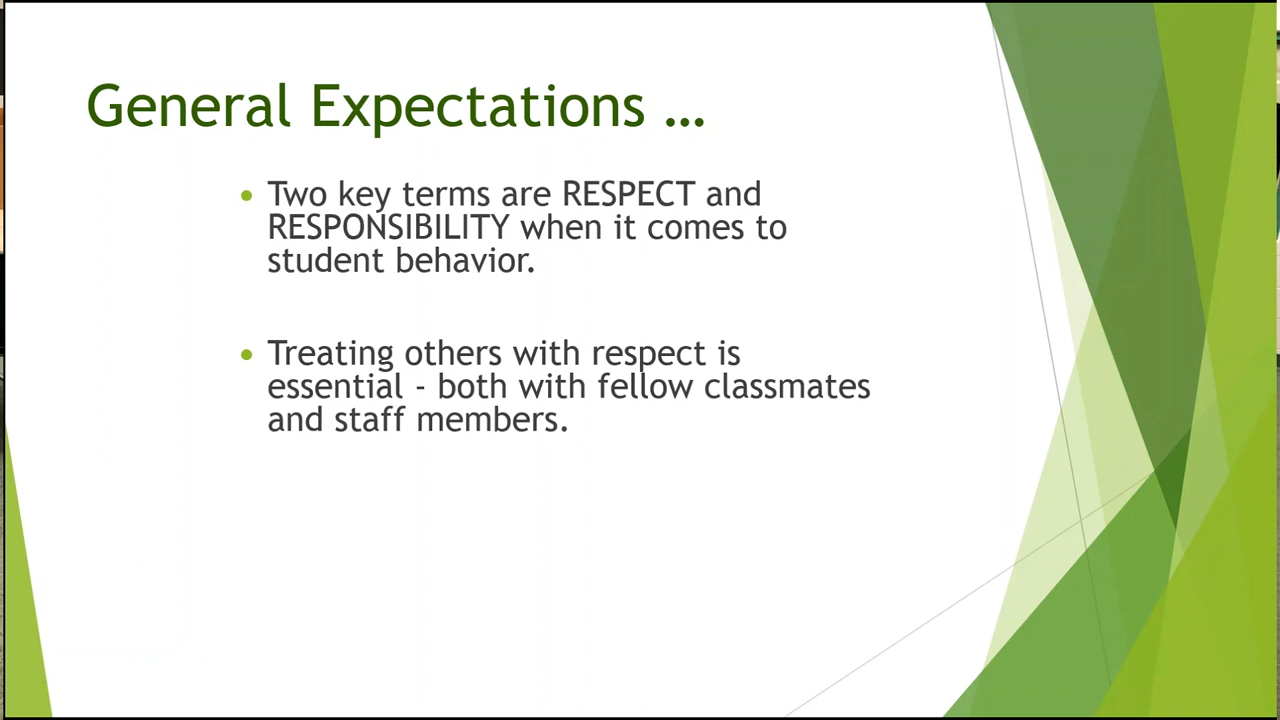 General Expectations ...
• Two key terms are RESPECT and
RESPONSIBILITY when it comes to
student behavior.
• Treating others with respect is
essential - both with fellow classmates
and staff members.